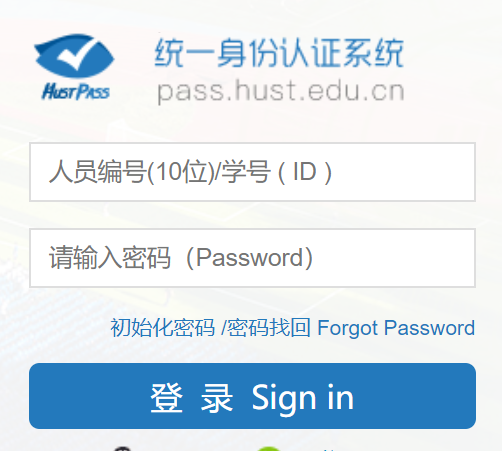 HUSTPASS
统一身份认证系统
pass.hust.edu.cn
人员编号(10位)/学号 ( ID )
请输入密码（Password）
初始化密码 /密码找回 Forgot Password
登 录 Sign in